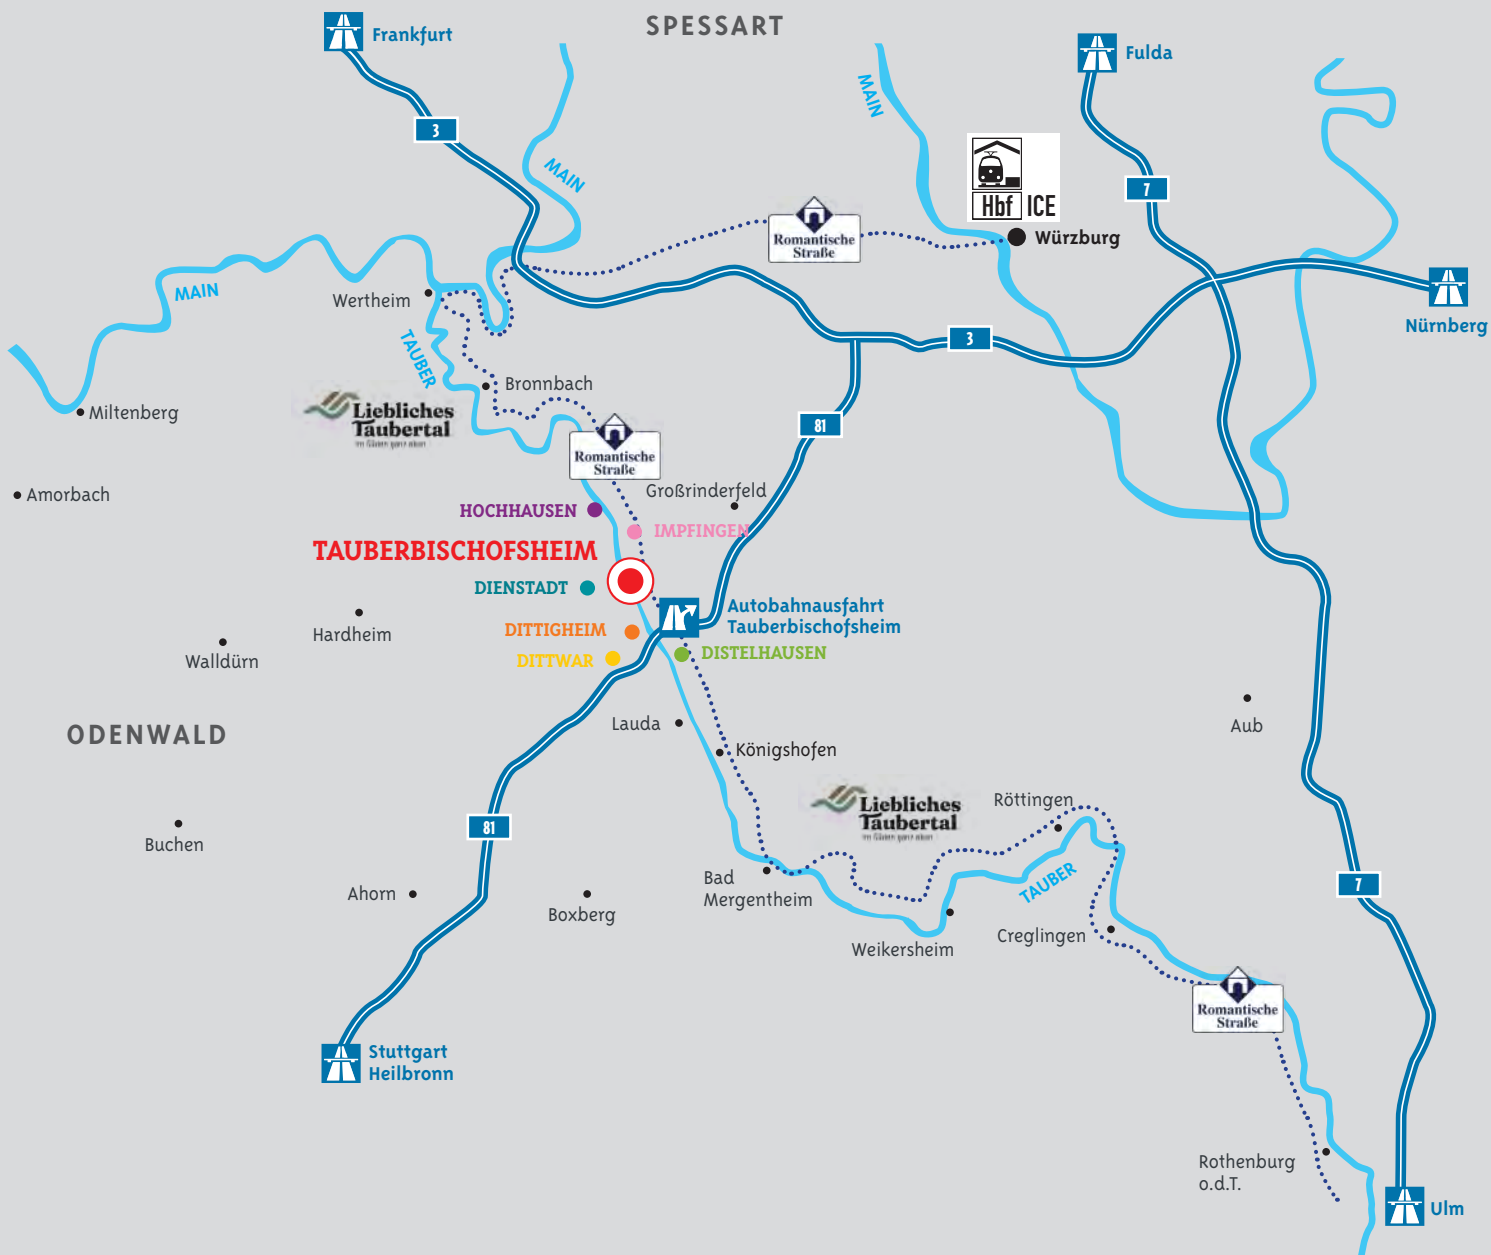 SPESSART
Frankfurt
Fulda
MAIN
3
MAIN
7
Hbf ICE
Romantische
Straße
Würzburg
MAIN
Wertheim
Nürnberg
TAUBER
3
Bronnbach
Miltenberg
Liebliches
Taubertal
81
Romantische
Straße
Amorbach
Großrinderfeld
HOCHHAUSEN
IMPFINGEN
TAUBERBISCHOFSHEIM
DIENSTADT
Autobahnausfahrt
Tauberbischofsheim
Hardheim
DITTIGHEIM
Walldürn
DITTWAR
DISTELHAUSEN
Lauda
Aub
ODENWALD
Königshofen
Liebliches
Taubertal
Röttingen
81
Buchen
TAUBER
7
Bad
Mergentheim
Ahorn
Boxberg
Weikersheim
Creglingen
Romantische
Straße
Stuttgart
Heilbronn
Rothenburg
o.d.T.
Ulm